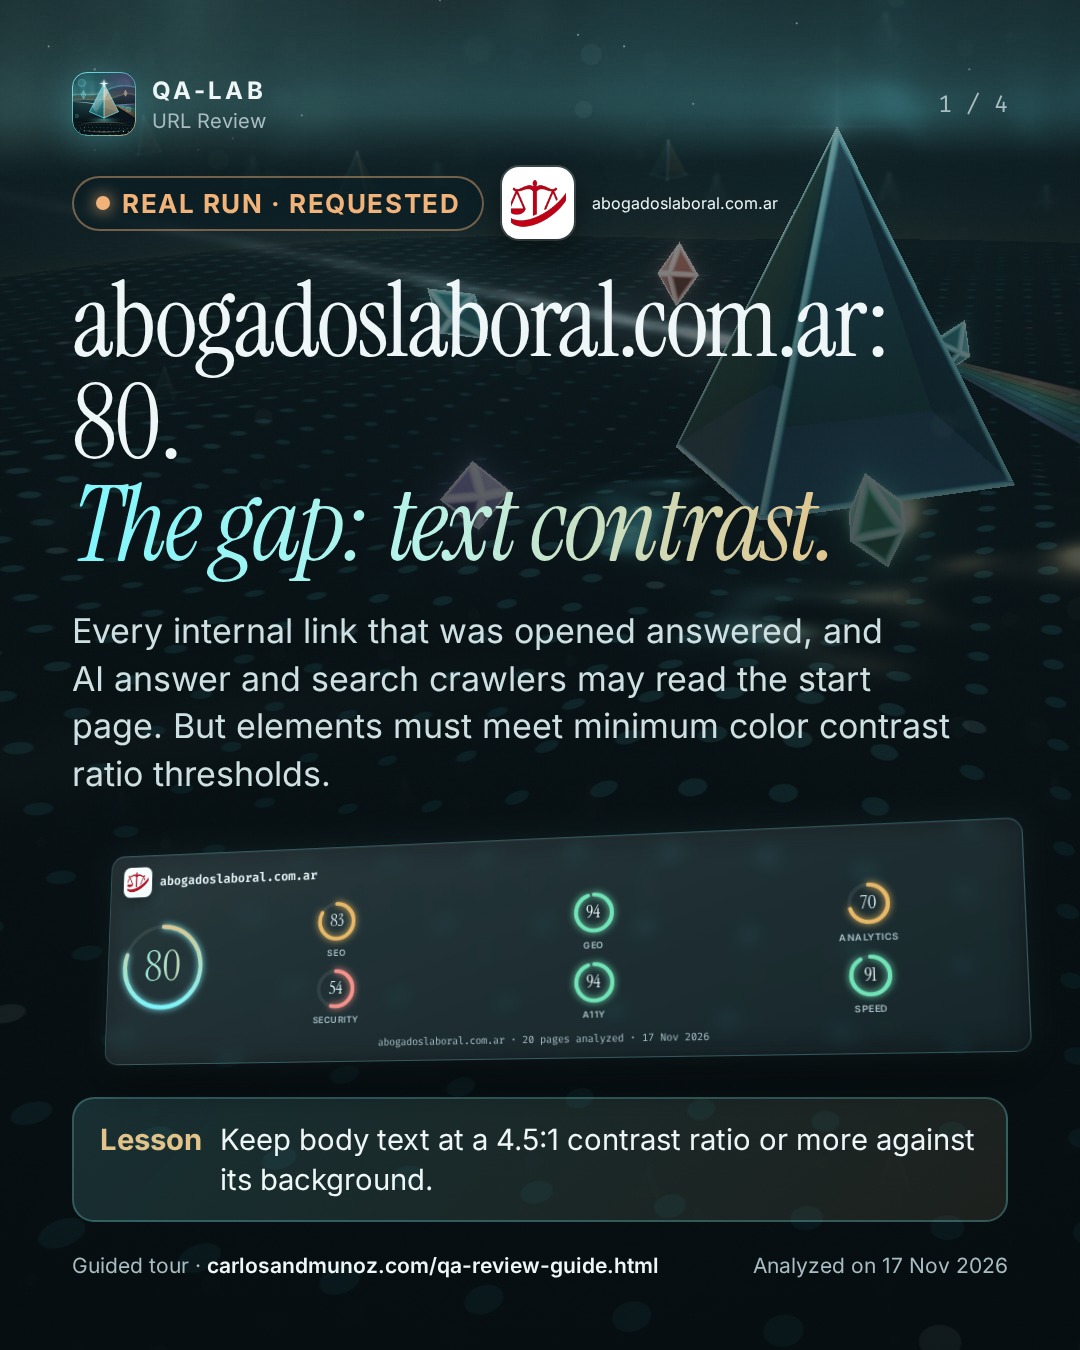 QA-LAB
URL Review
1 / 4
REAL RUN · REQUESTED
abogadoslaboral.com.ar
abogadoslaboral.com.ar:
80.
The gap: text contrast.
Every internal link that was opened answered, and
AI answer and search crawlers may read the start
page. But elements must meet minimum color contrast
ratio thresholds.
abogadoslaboral.com.ar
80
83
SEO
94
GEO
70
ANALYTICS
54
SECURITY
94
A11Y
91
SPEED
abogadoslaboral.com.ar · 20 pages analyzed · 17 Nov 2026
Lesson Keep body text at a 4.5:1 contrast ratio or more against
its background.
Guided tour · carlosandmunoz.com/qa-review-guide.html
Analyzed on 17 Nov 2026